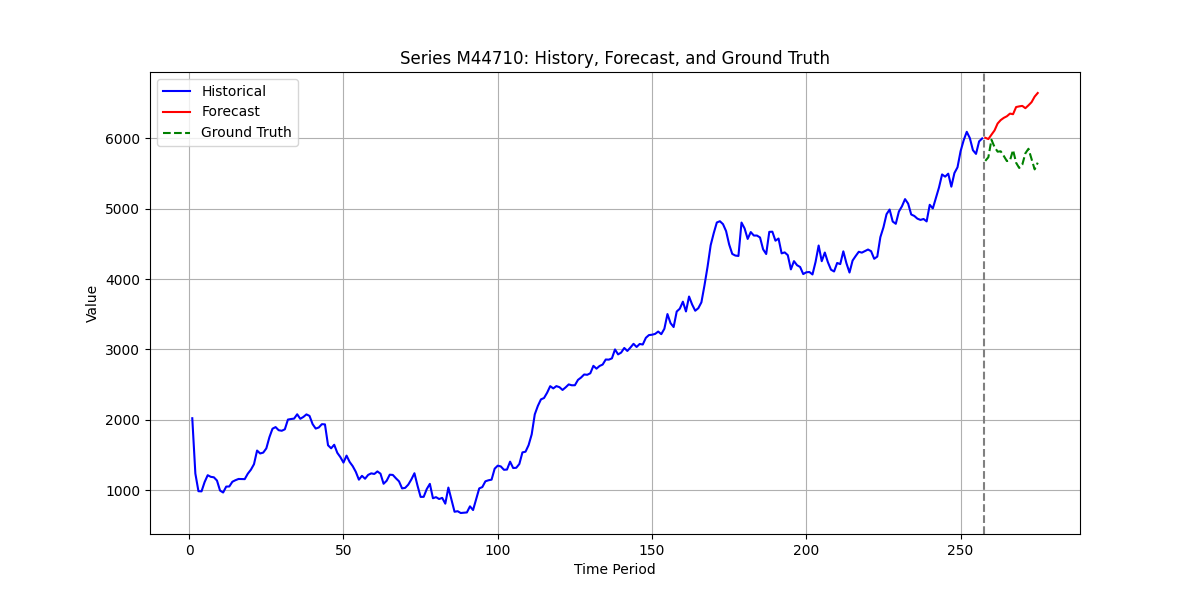 Series M44710: History, Forecast, and Ground Truth
Historical
Forecast
Ground Truth
6000
5000
4000
3000
2000
1000
Value
0
50
100
150
200
250
Time Period